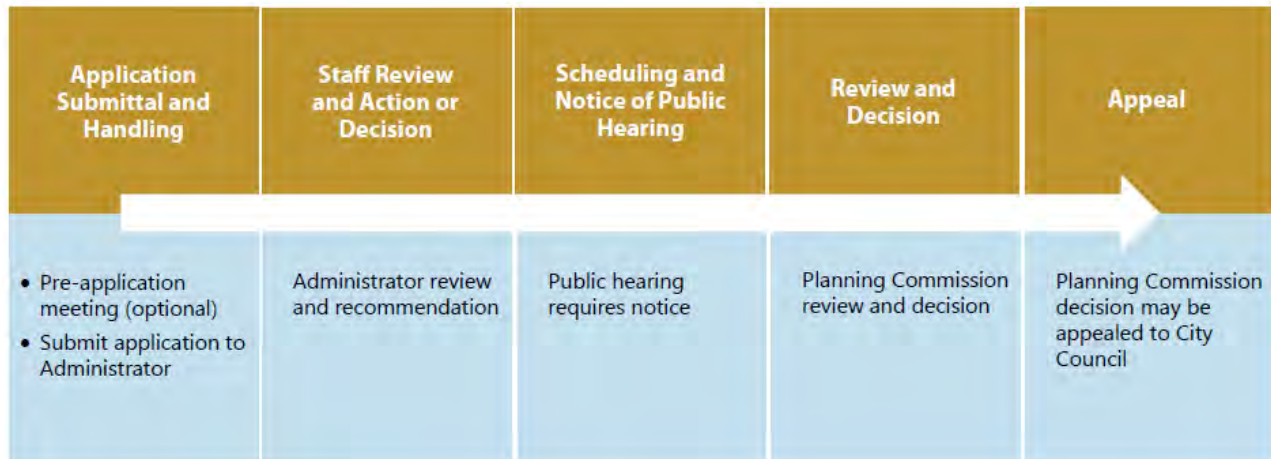 Application
Submittal and
Handling
Staff Review
and Action or
Decision
Scheduling and
Notice of Public
Hearing
Review and
Decision
Appeal
• Pre-application
meeting (optional)
• Submit application to
Administrator
Administrator review
and recommendation
Public hearing
requires notice
Planning Commission
review and decision
Planning Commission
decision may be
appealed to City
Council